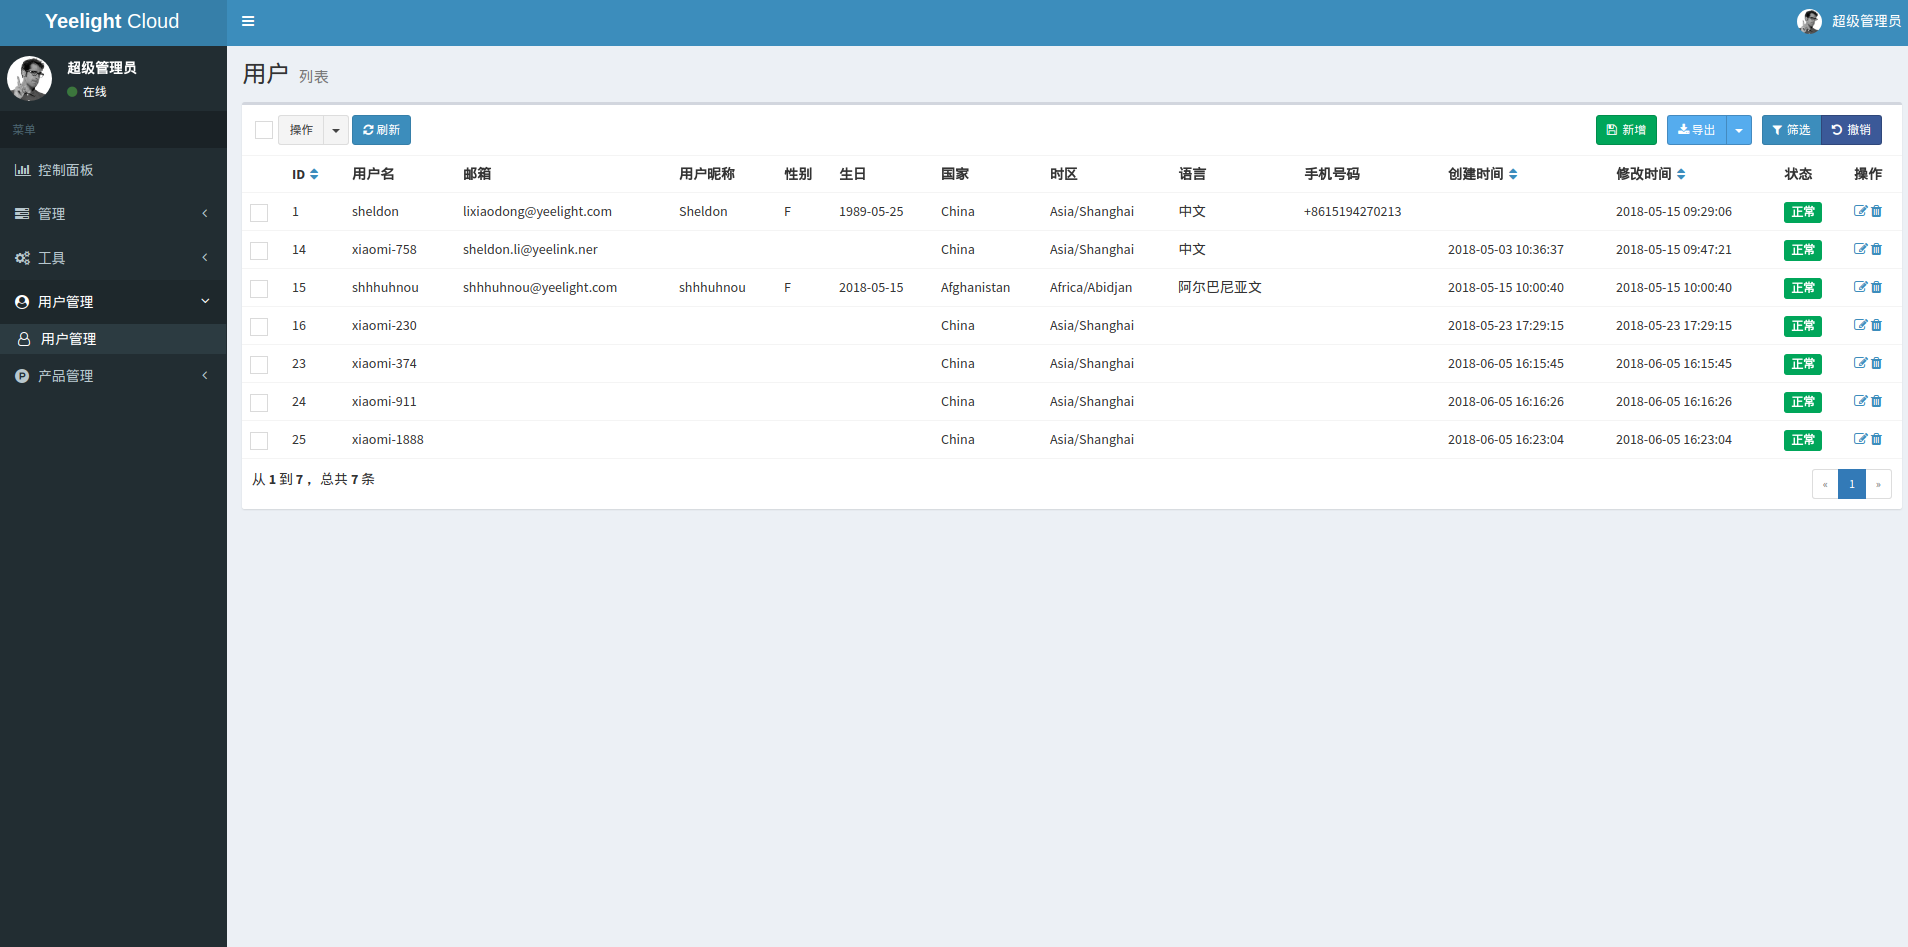 Yeelight Cloud
超级管理员
超级管理员
在线
菜单
控制面板
管理
工具
用户管理
用户管理
产品管理
用户 列表
操作 刷新 新增 导出 筛选 撤销
ID 用户名 邮箱 用户昵称 性别 生日 国家 时区 语言 手机号码 创建时间 修改时间 状态 操作
1 sheldon lixiaodong@yeelight.com Sheldon F 1989-05-25 China Asia/Shanghai 中文 +8615194270213 2018-05-15 09:29:06 正常
14 xiaomi-758 sheldon.li@yeelink.ner China Asia/Shanghai 中文 2018-05-03 10:36:37 2018-05-15 09:47:21 正常
15 shhhuhnou shhhuhnou@yeelight.com shhhuhnou F 2018-05-15 Afghanistan Africa/Abidjan 阿尔巴尼亚文 2018-05-15 10:00:40 2018-05-15 10:00:40 正常
16 xiaomi-230 China Asia/Shanghai 2018-05-23 17:29:15 2018-05-23 17:29:15 正常
23 xiaomi-374 China Asia/Shanghai 2018-06-05 16:15:45 2018-06-05 16:15:45 正常
24 xiaomi-911 China Asia/Shanghai 2018-06-05 16:16:26 2018-06-05 16:16:26 正常
25 xiaomi-1888 China Asia/Shanghai 2018-06-05 16:23:04 2018-06-05 16:23:04 正常
从 1 到 7 ，总共 7 条
« 1 »